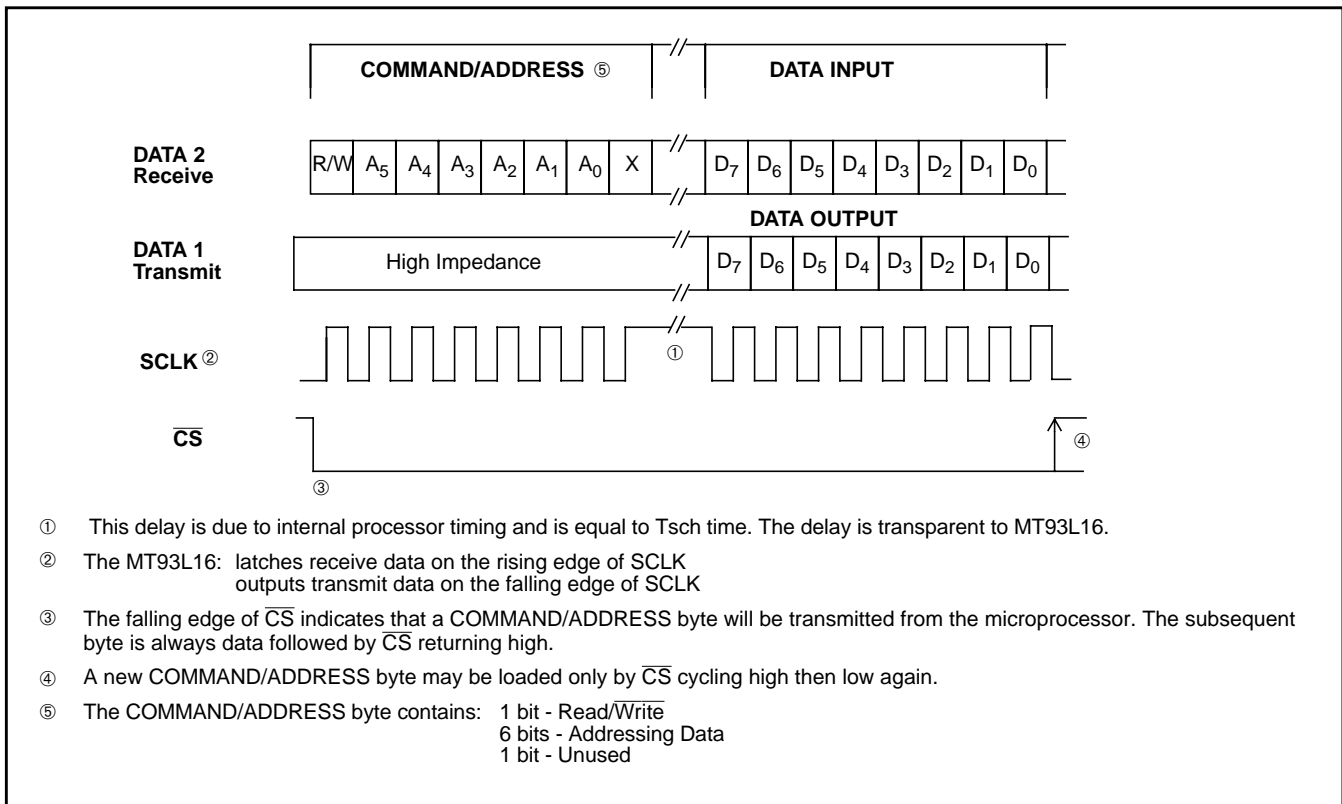 COMMAND/ADDRESS ⑤ DATA INPUT
DATA 2
Receive
R/W A5 A4 A3 A2 A1 A0 X D7 D6 D5 D4 D3 D2 D1 D0
DATA OUTPUT
DATA 1
Transmit
High Impedance D7 D6 D5 D4 D3 D2 D1 D0
SCLK ②
①
CS
④
③
① This delay is due to internal processor timing and is equal to Tsch time. The delay is transparent to MT93L16.
② The MT93L16: latches receive data on the rising edge of SCLK
outputs transmit data on the falling edge of SCLK
③ The falling edge of CS indicates that a COMMAND/ADDRESS byte will be transmitted from the microprocessor. The subsequent
byte is always data followed by CS returning high.
④ A new COMMAND/ADDRESS byte may be loaded only by CS cycling high then low again.
⑤ The COMMAND/ADDRESS byte contains: 1 bit - Read/Write
6 bits - Addressing Data
1 bit - Unused